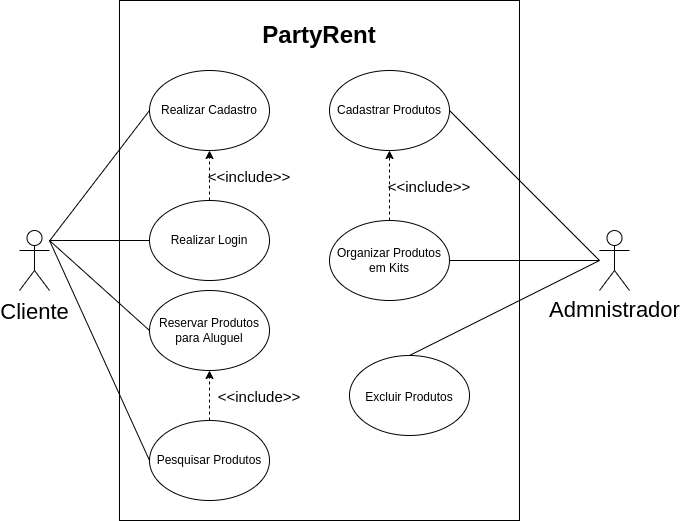 PartyRent
Realizar Cadastro
Cadastrar Produtos
<<include>>
<<include>>
Realizar Login
Organizar Produtos
em Kits
Cliente
Admnistrador
Reservar Produtos
para Aluguel
<<include>>
Excluir Produtos
Pesquisar Produtos